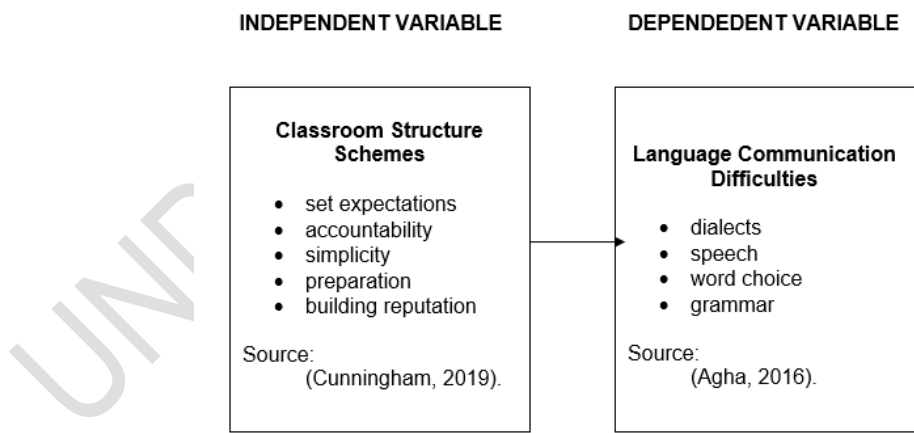 INDEPENDENT VARIABLE
DEPENDEDENT VARIABLE
Classroom Structure
Schemes
• set expectations
• accountability
• simplicity
• preparation
• building reputation
Source:
(Cunningham, 2019).
Language Communication
Difficulties
• dialects
• speech
• word choice
• grammar
Source:
(Agha, 2016).
UND